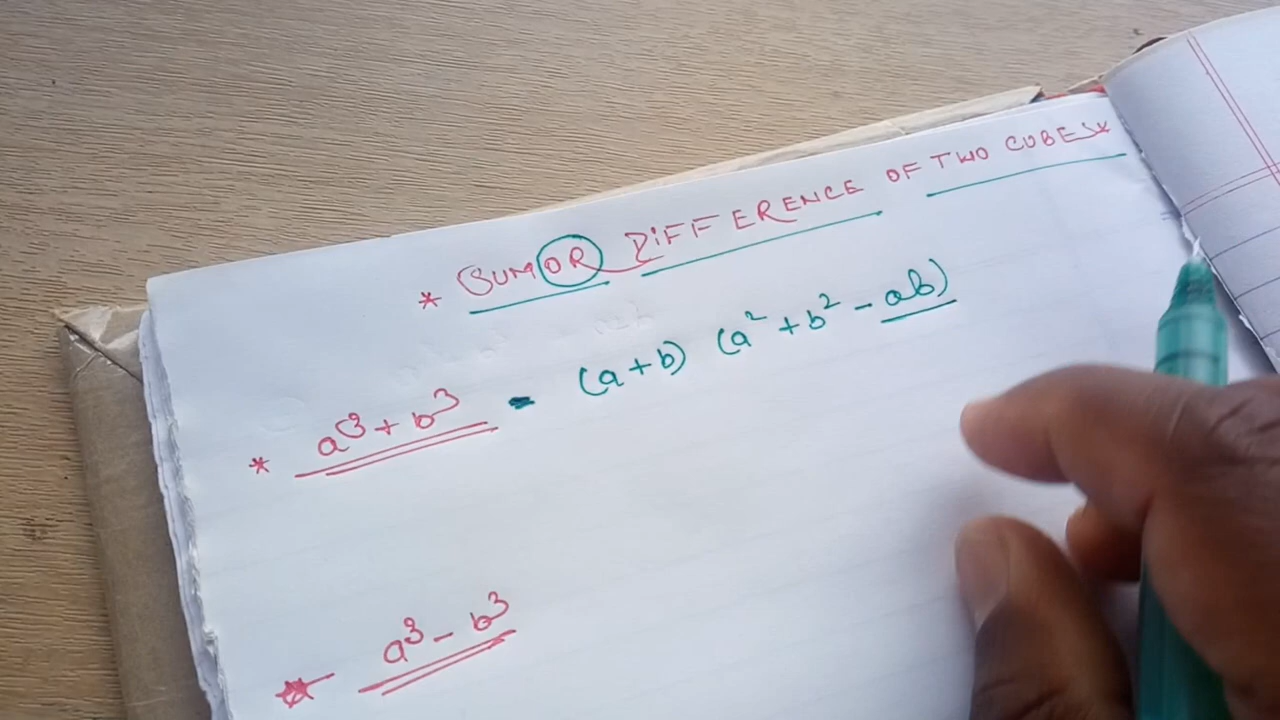 * SUM OR DIFFERENCE OF TWO CUBES *
* a³ + b³ = (a + b) (a² + b² - ab)
* a³ - b³